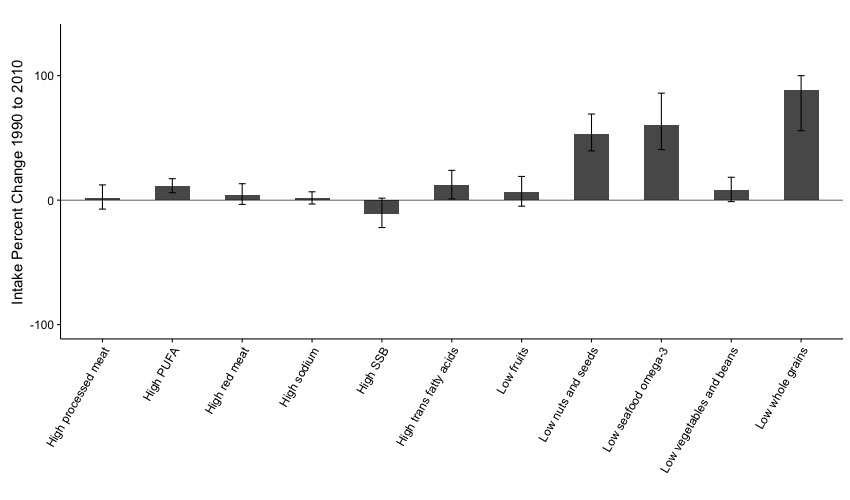 Intake Percent Change 1990 to 2010
100
0
-100
High processed meat
High PUFA
High red meat
High sodium
High SSB
High trans fatty acids
Low fruits
Low nuts and seeds
Low seafood omega-3
Low vegetables and beans
Low whole grains